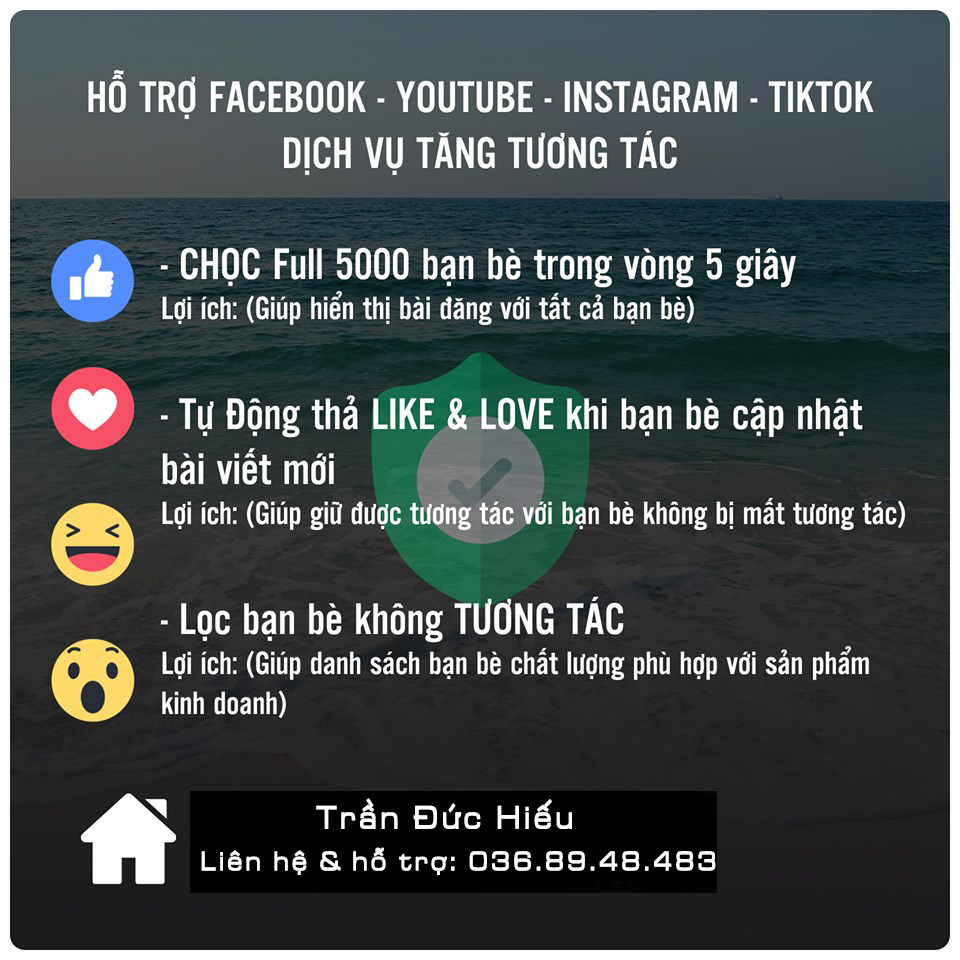 HỖ TRỢ FACEBOOK - YOUTUBE - INSTAGRAM - TIKTOK
DỊCH VỤ TĂNG TƯƠNG TÁC
- CHỌC Full 5000 bạn bè trong vòng 5 giây
Lợi ích: (Giúp hiển thị bài đăng với tất cả bạn bè)
- Tự Động thả LIKE & LOVE khi bạn bè cập nhật
bài viết mới
Lợi ích: (Giúp giữ được tương tác với bạn bè không bị mất tương tác)
- Lọc bạn bè không TƯƠNG TÁC
Lợi ích: (Giúp danh sách bạn bè chất lượng phù hợp với sản phẩm
kinh doanh)
Trần Đức Hiếu
Liên hệ & hỗ trợ: 036.89.48.483